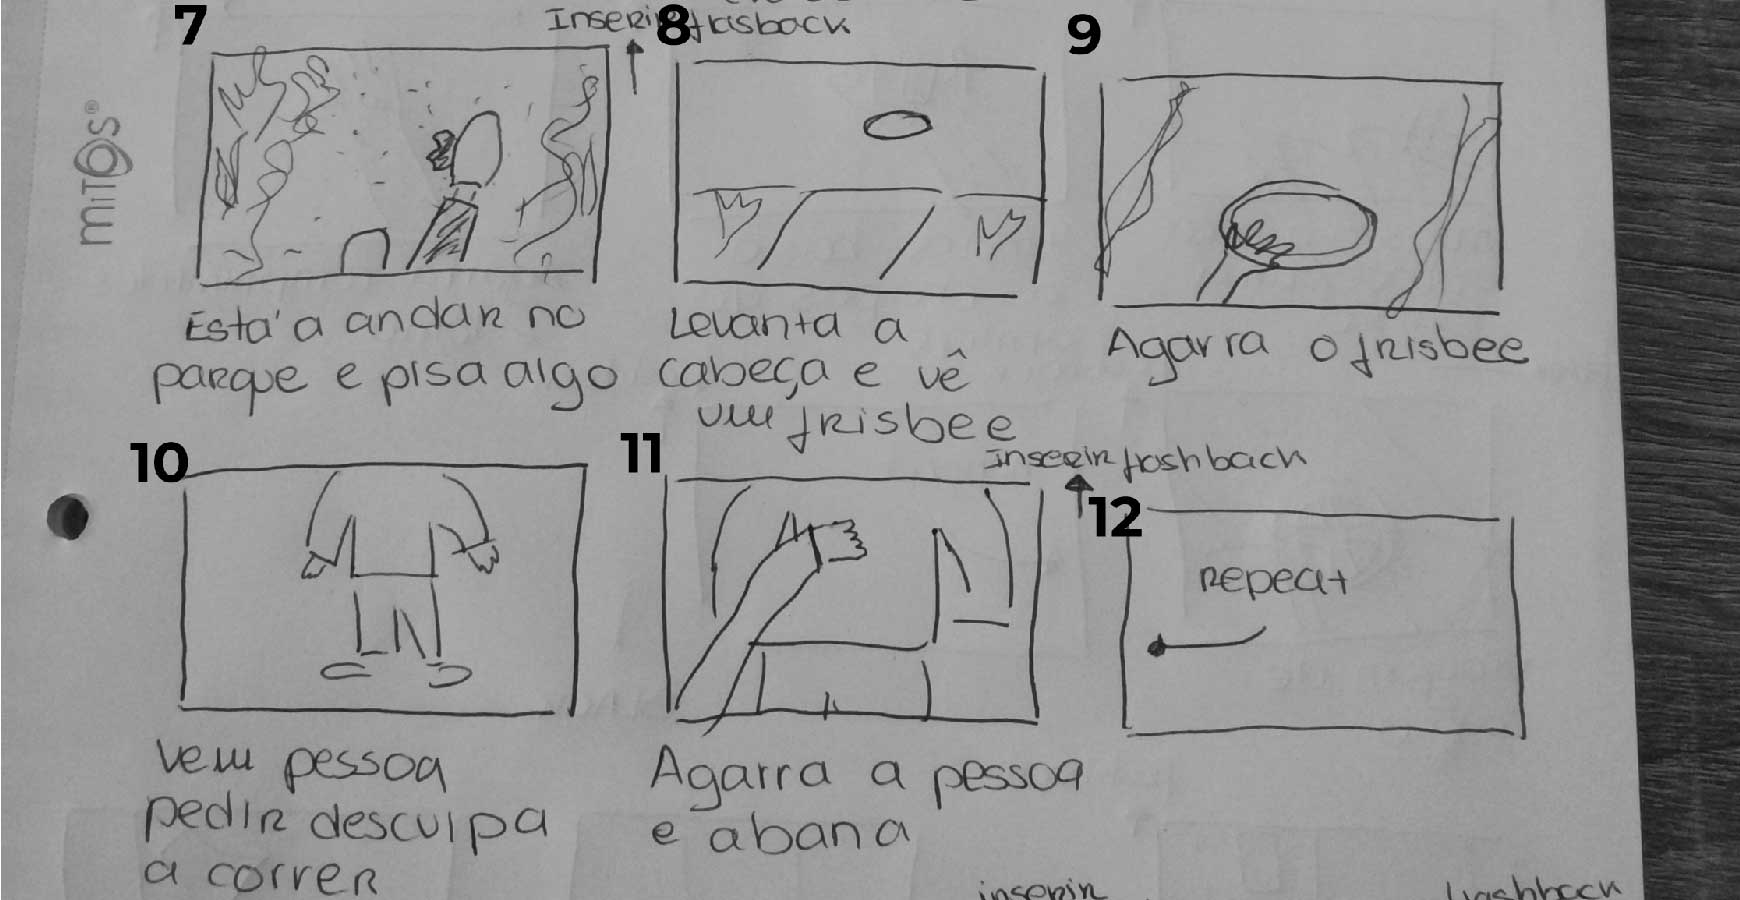 7
Inserir flasback
8
9
mitos®
Está a andar no
parque e pisa algo
Levanta a
cabeça e vê
um frisbee
Agarra o frisbee
10
11
Inserir flashback
12
Repeat
Vem pessoa
pedir desculpa
a correr
Agarra a pessoa
e abana
inserir flashback